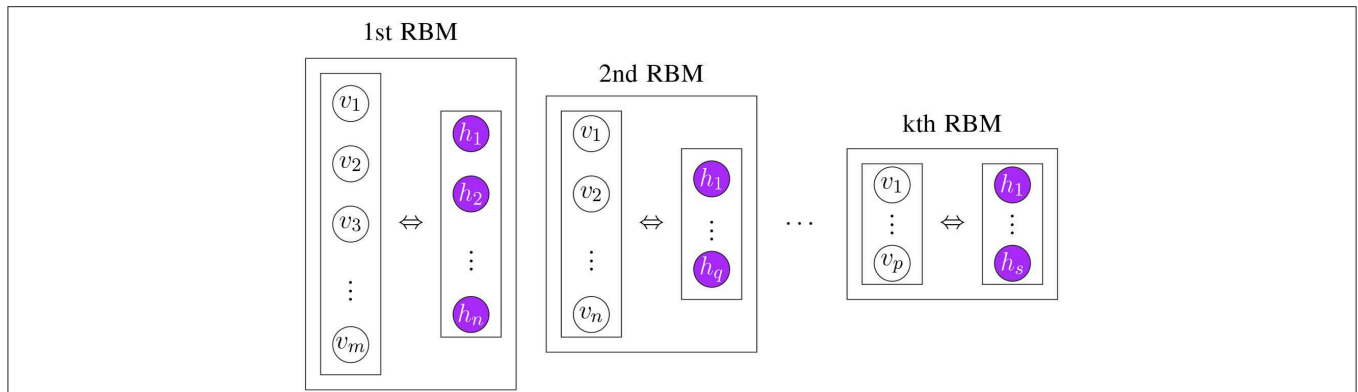 1st RBM
v₁
v₂
v₃
⋮
vₘ
⇔
h₁
h₂
⋮
hₙ
2nd RBM
v₁
v₂
⋮
vₙ
⇔
h₁
⋮
h_q
⋯
kth RBM
v₁
⋮
vₚ
⇔
h₁
⋮
hₛ